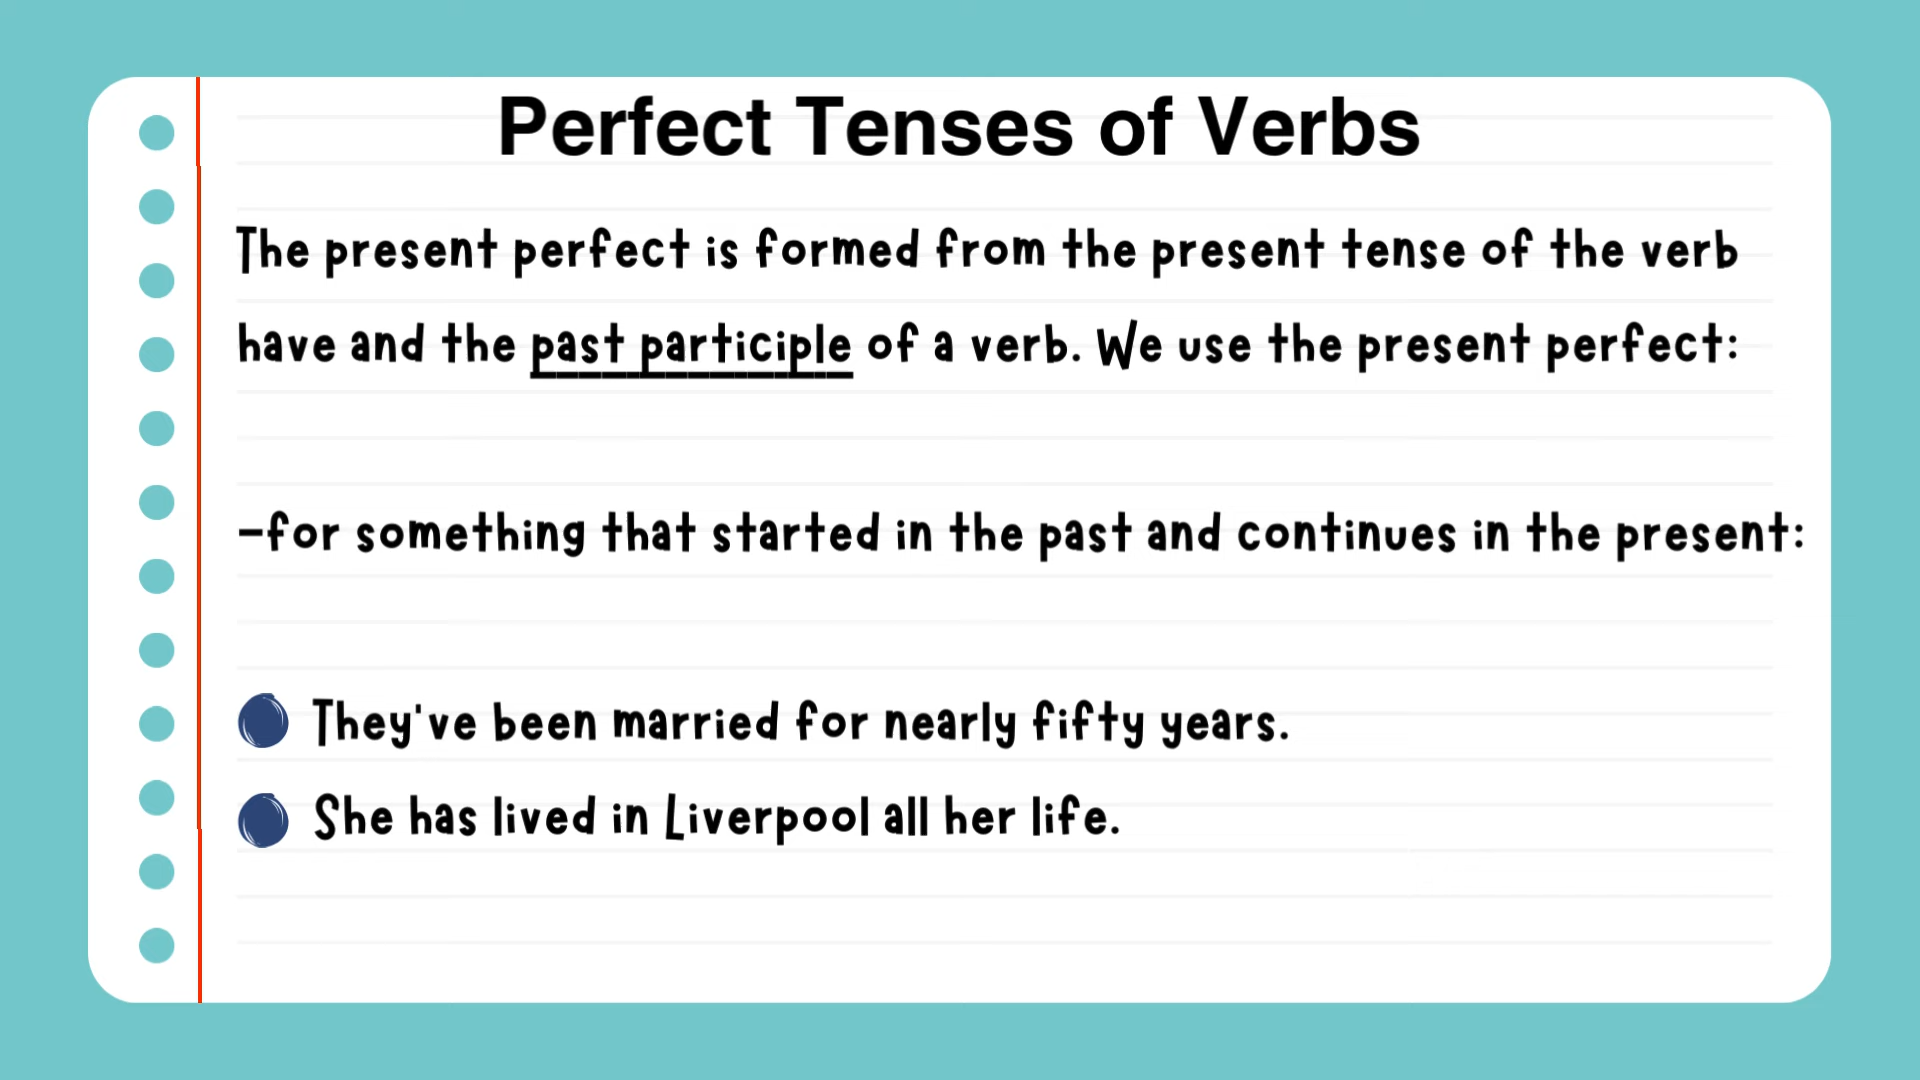 Perfect Tenses of Verbs
The present perfect is formed from the present tense of the verb
have and the past participle of a verb. We use the present perfect:
-for something that started in the past and continues in the present:
They've been married for nearly fifty years.
She has lived in Liverpool all her life.